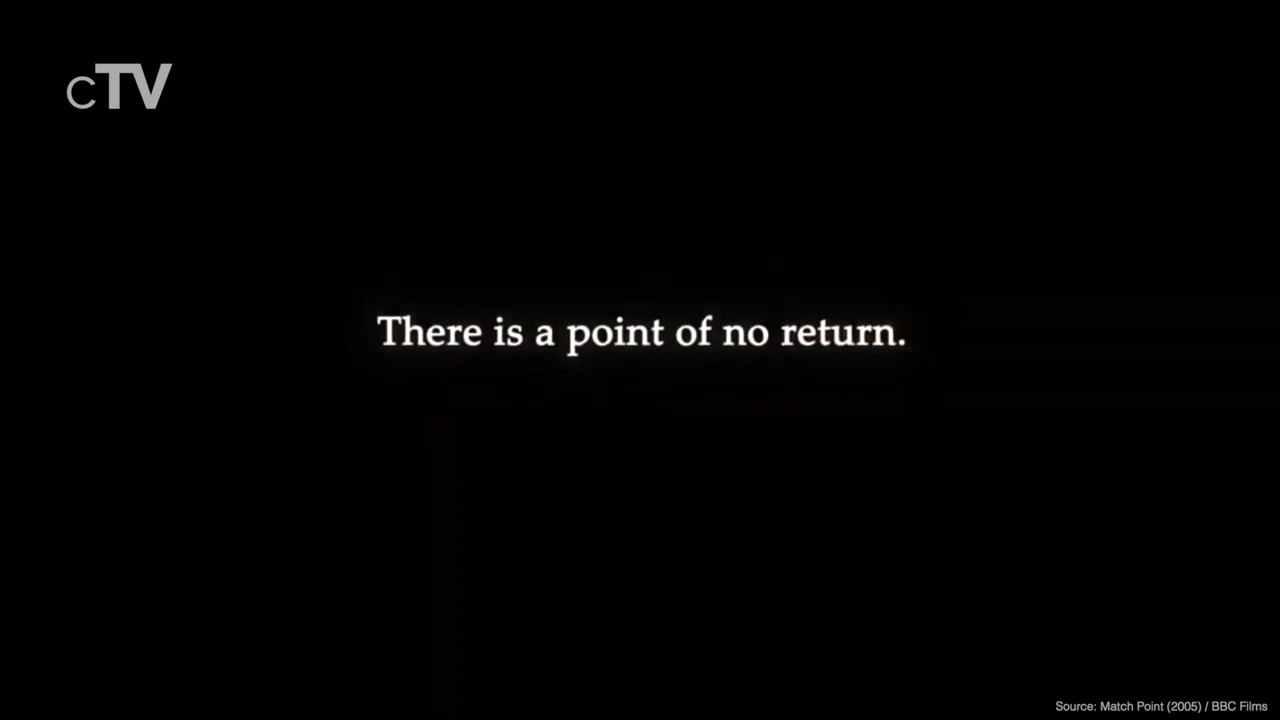 cTV
There is a point of no return.
Source: Match Point (2005) / BBC Films